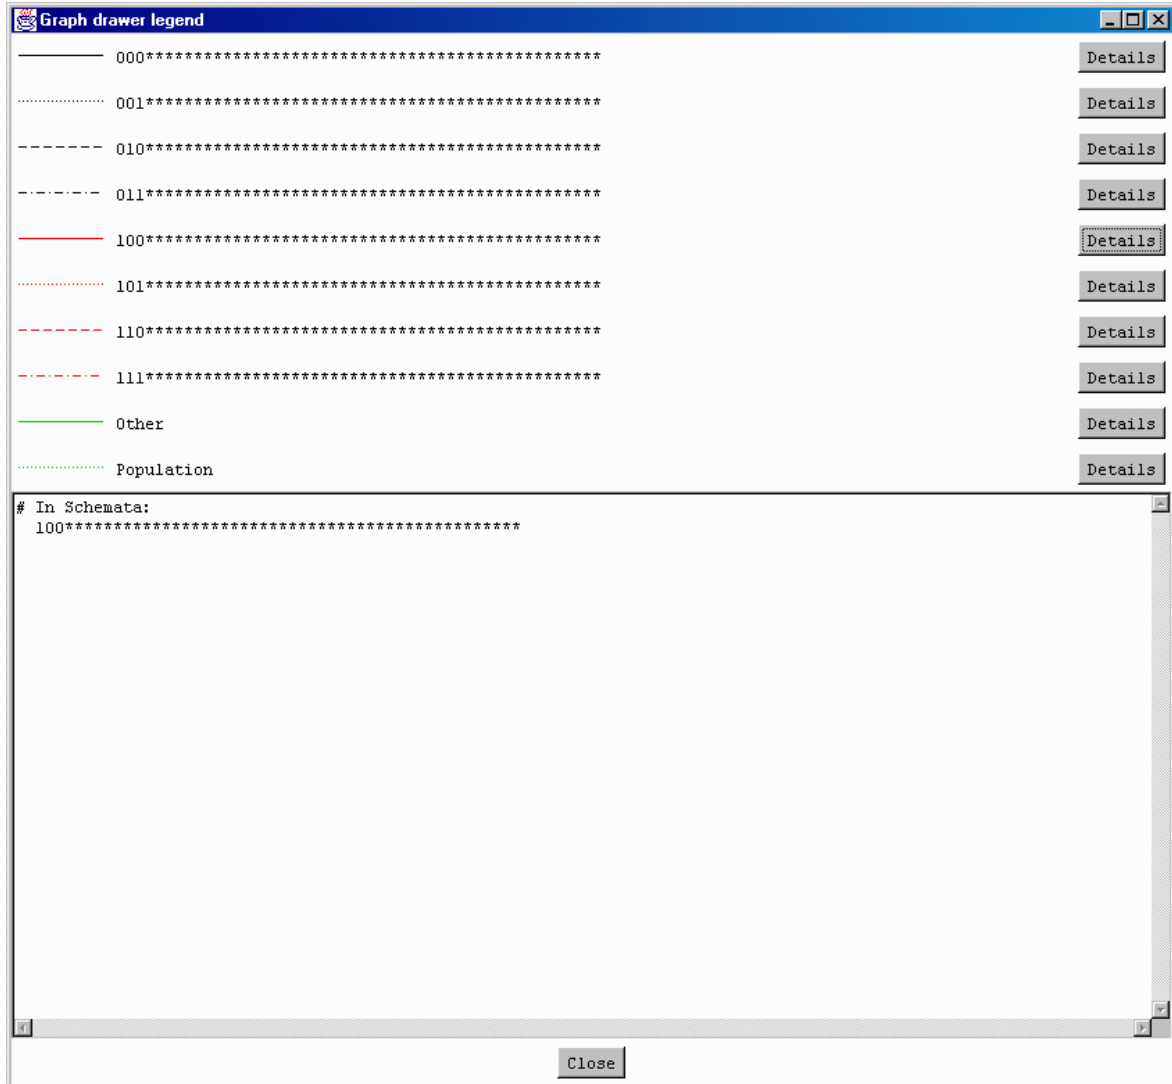 Graph drawer legend
000*********************************************** Details
001*********************************************** Details
010*********************************************** Details
011*********************************************** Details
100*********************************************** Details
101*********************************************** Details
110*********************************************** Details
111*********************************************** Details
Other Details
Population Details
# In Schemata:
100***********************************************
Close